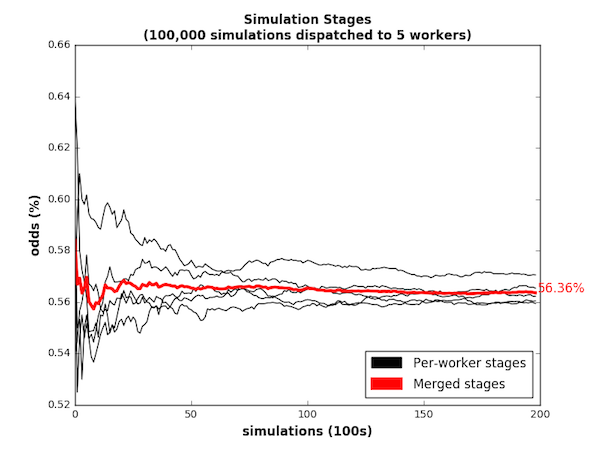 Simulation Stages
(100,000 simulations dispatched to 5 workers)
0.66
0.64
0.62
0.60
0.58
0.56
0.54
0.52
odds (%)
56.36%
Per-worker stages
Merged stages
0
50
100
150
200
simulations (100s)